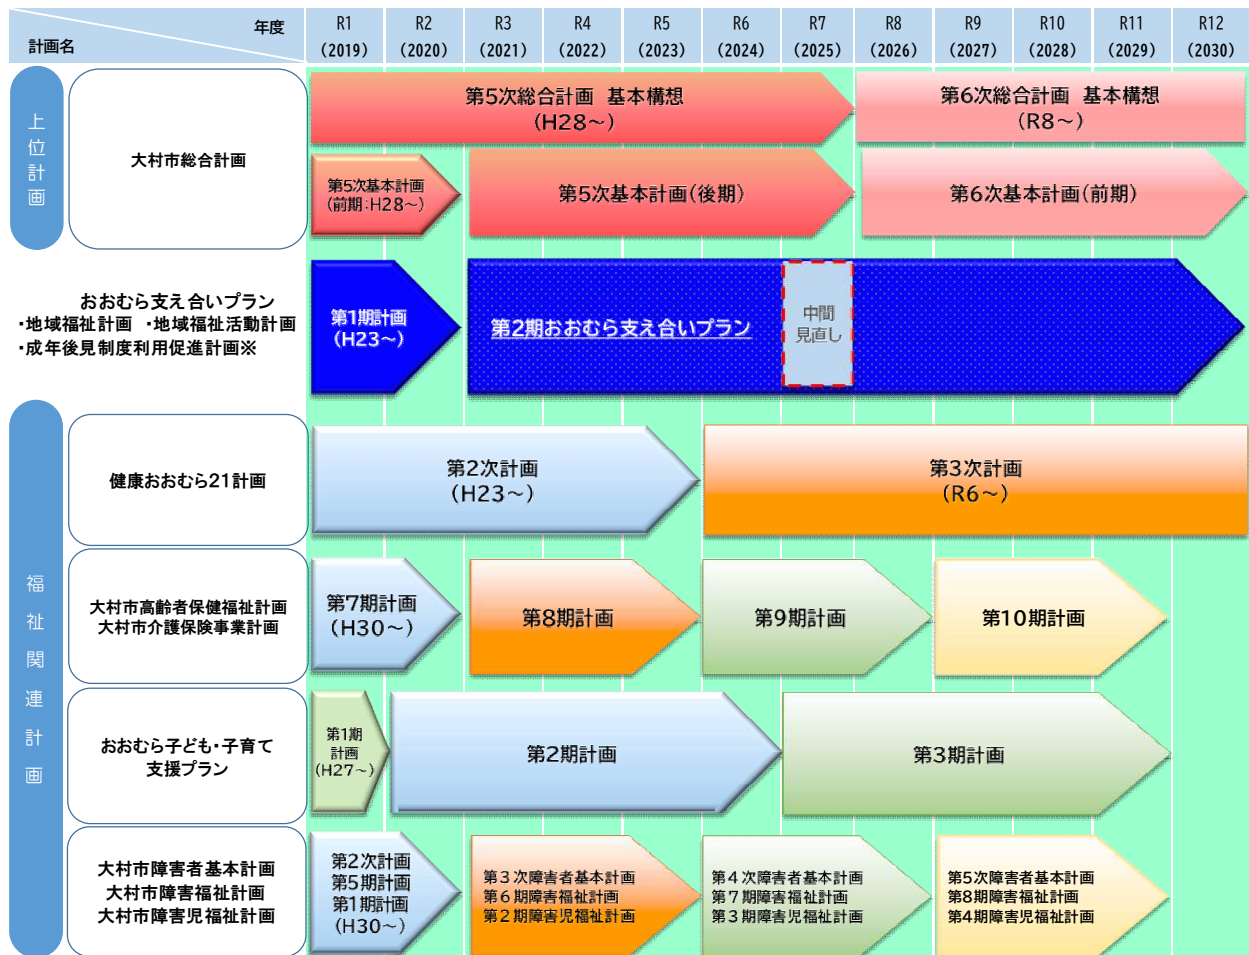 年度
計画名
R1 R2 R3 R4 R5 R6 R7 R8 R9 R10 R11 R12
(2019) (2020) (2021) (2022) (2023) (2024) (2025) (2026) (2027) (2028) (2029) (2030)
上位計画
大村市総合計画
第5次総合計画 基本構想
(H28～)
第6次総合計画 基本構想
(R8～)
第5次基本計画
(前期:H28～)
第5次基本計画(後期)
第6次基本計画(前期)
おおむら支え合いプラン
・地域福祉計画 ・地域福祉活動計画
・成年後見制度利用促進計画※
第1期計画
(H23～)
第2期おおむら支え合いプラン
中間
見直し
福祉関連計画
健康おおむら21計画
第2次計画
(H23～)
第3次計画
(R6～)
大村市高齢者保健福祉計画
大村市介護保険事業計画
第7期計画
(H30～)
第8期計画
第9期計画
第10期計画
おおむら子ども・子育て
支援プラン
第1期
計画
(H27～)
第2期計画
第3期計画
大村市障害者基本計画
大村市障害福祉計画
大村市障害児福祉計画
第2次計画
第5期計画
第1期計画
(H30～)
第3次障害者基本計画
第6期障害福祉計画
第2期障害児福祉計画
第4次障害者基本計画
第7期障害福祉計画
第3期障害児福祉計画
第5次障害者基本計画
第8期障害福祉計画
第4期障害児福祉計画